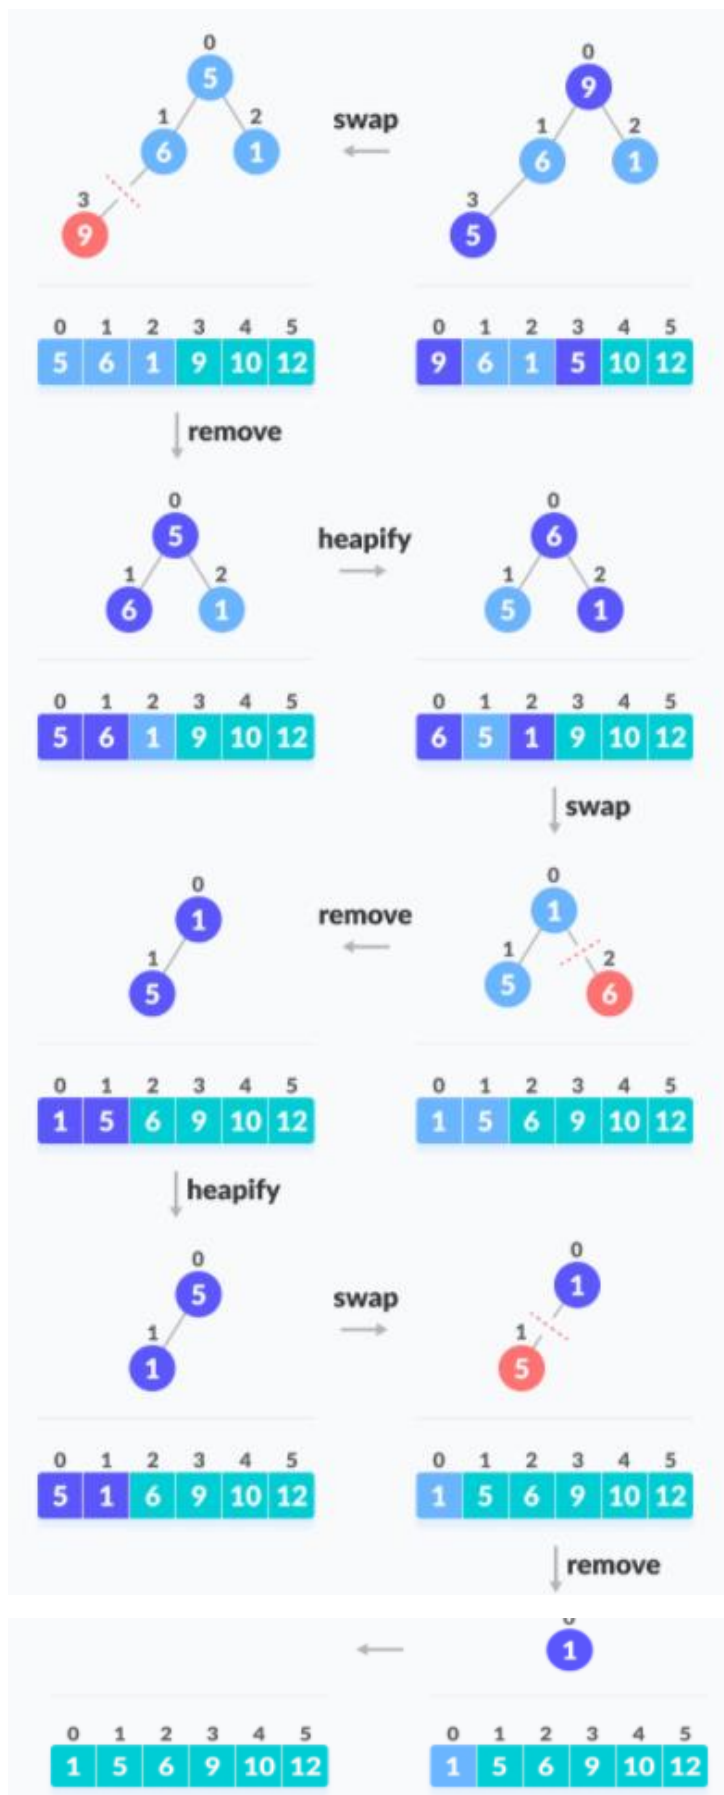 0 0
5 swap 9
1 2 1 2
6 1 6 1
3 3
9 5
0 1 2 3 4 5 0 1 2 3 4 5
5 6 1 9 10 12 9 6 1 5 10 12
remove
0 0
5 heapify 6
1 2 1 2
6 1 5 1
0 1 2 3 4 5 0 1 2 3 4 5
5 6 1 9 10 12 6 5 1 9 10 12
swap
0 0
1 remove 1
1 1 2
5 5 6
0 1 2 3 4 5 0 1 2 3 4 5
1 5 6 9 10 12 1 5 6 9 10 12
heapify
0 0
5 swap 1
1 1
1 5
0 1 2 3 4 5 0 1 2 3 4 5
5 1 6 9 10 12 1 5 6 9 10 12
remove
1
0 1 2 3 4 5 0 1 2 3 4 5
1 5 6 9 10 12 1 5 6 9 10 12